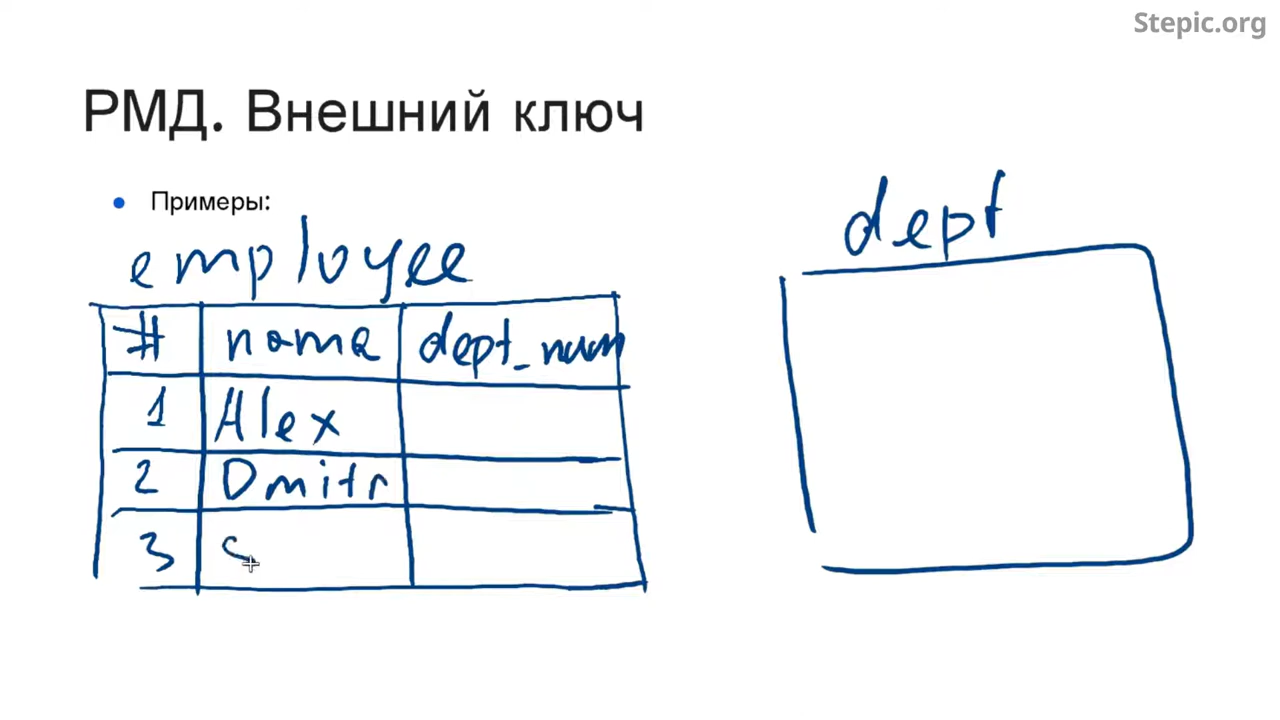 Stepic.org
РМД. Внешний ключ
Примеры:
employee
dept
# name dept_num
1 Alex
2 Dmitr
3